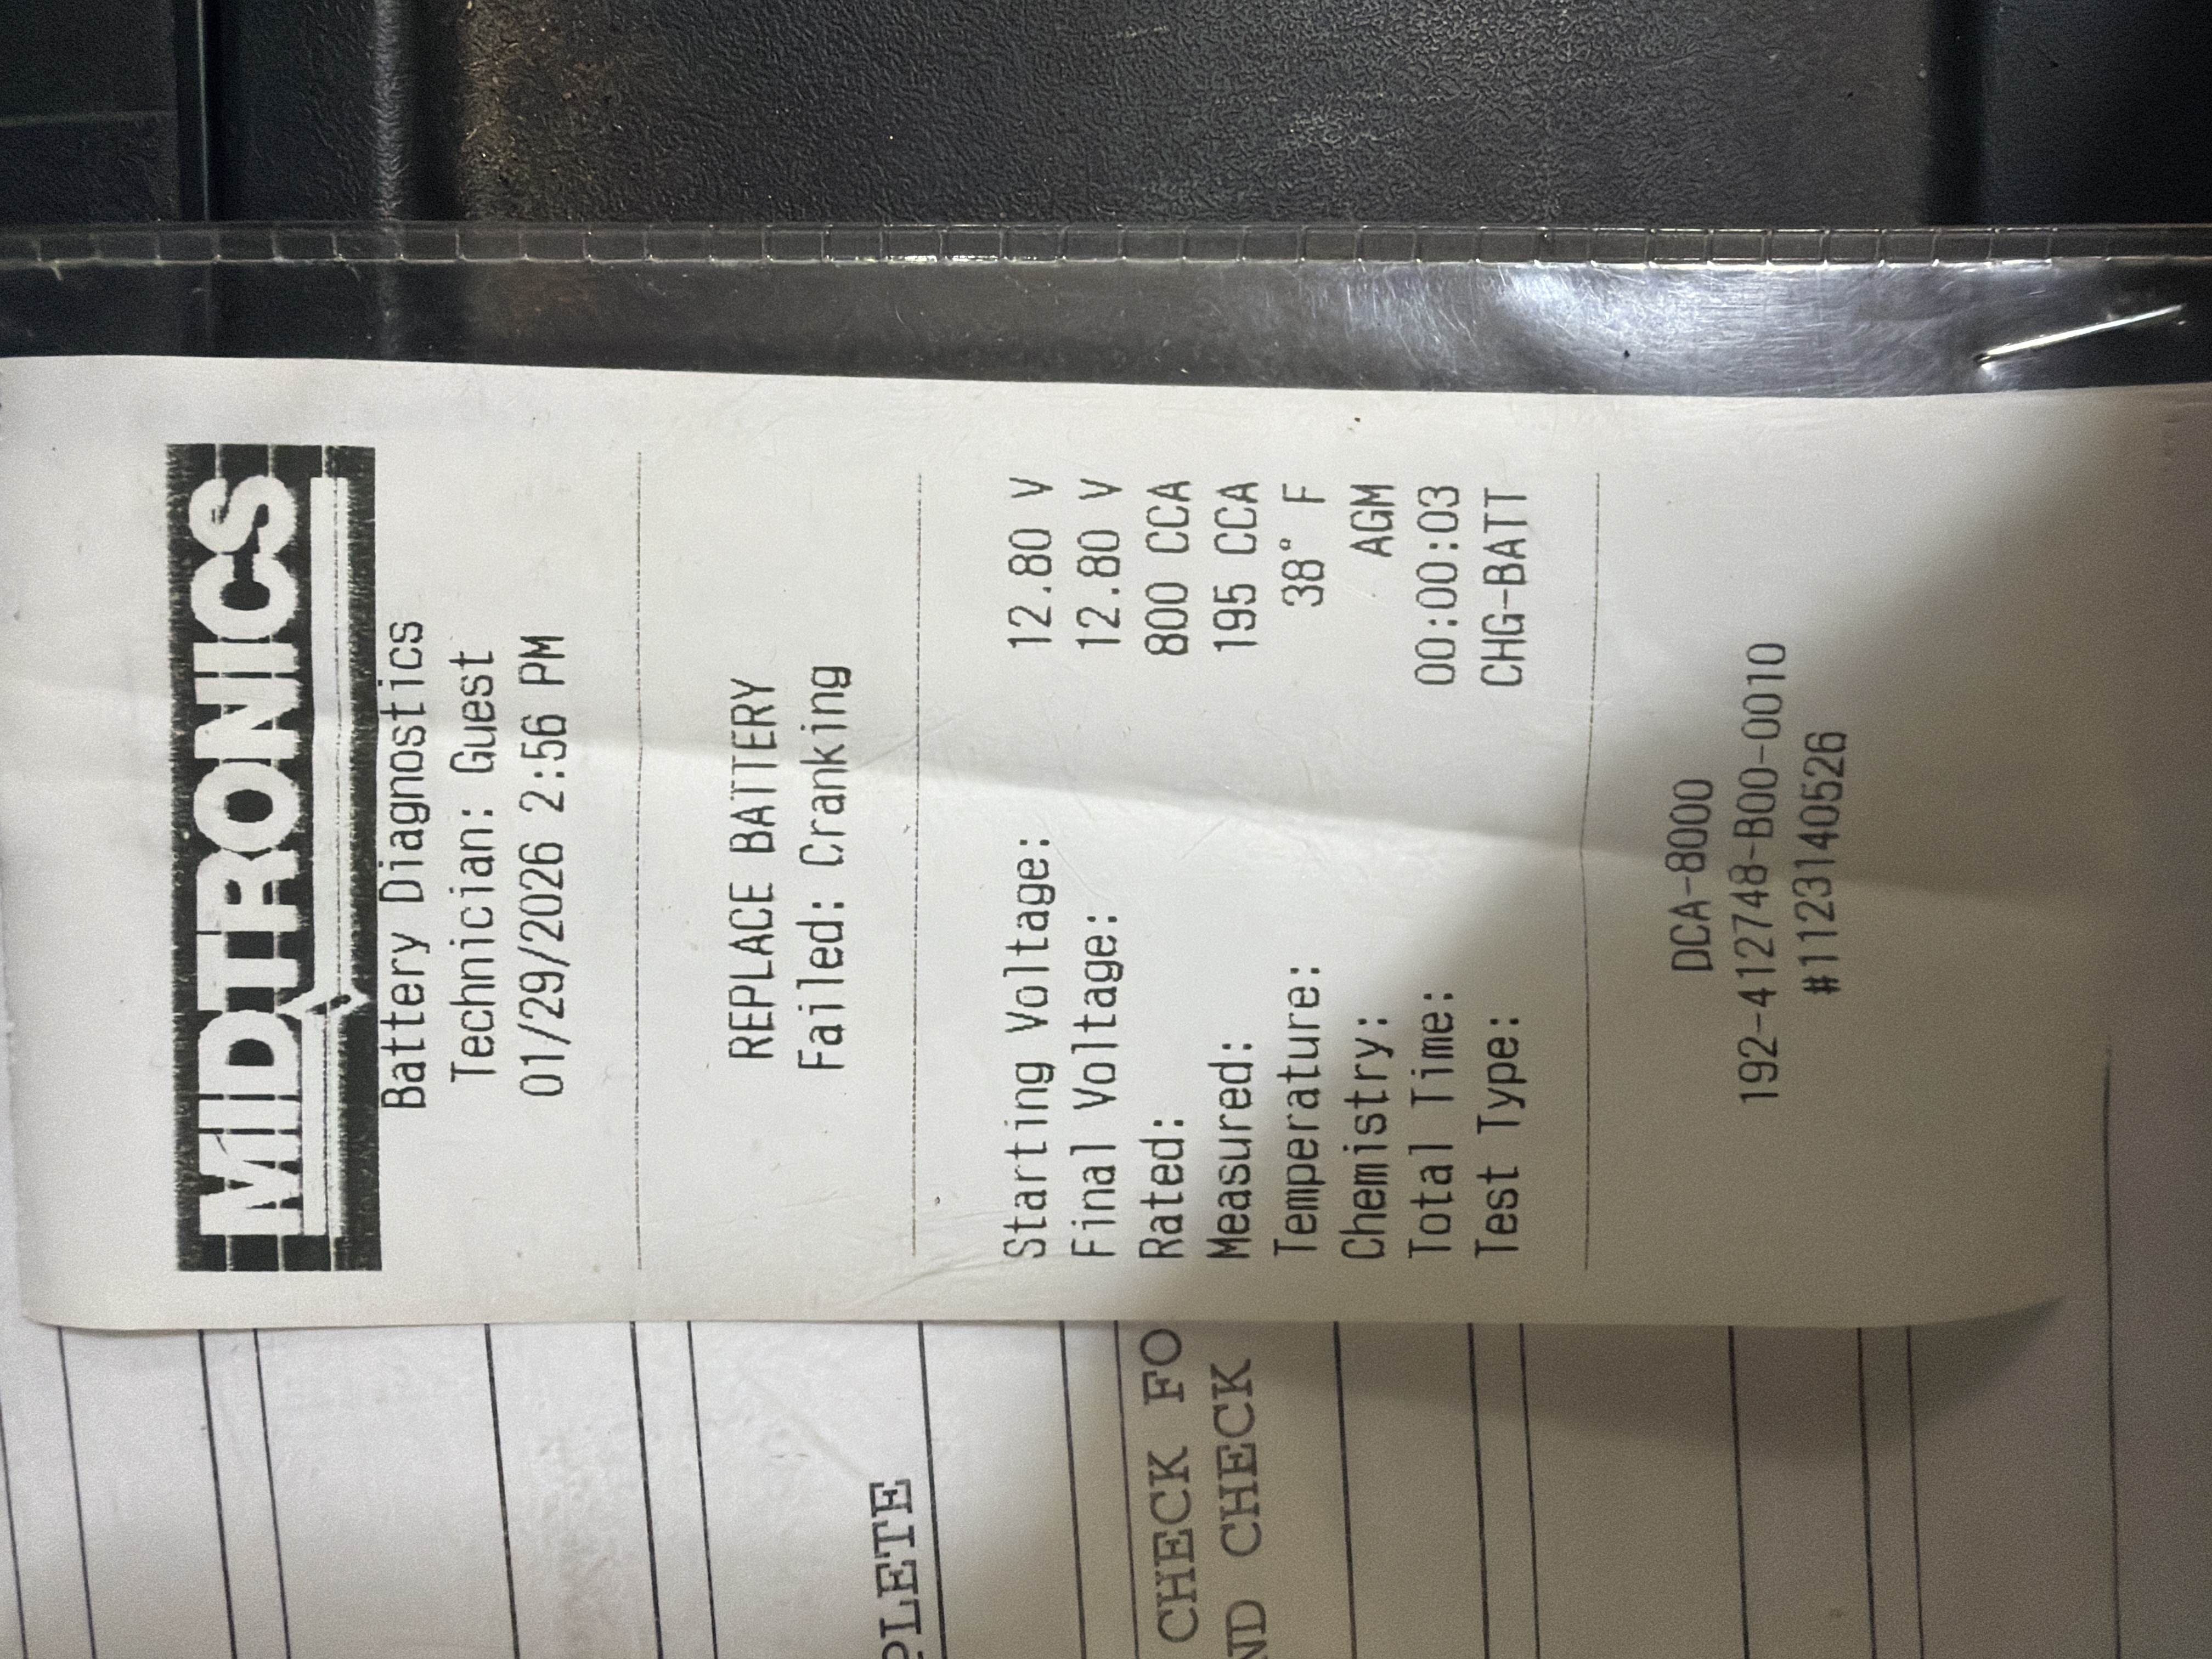 MIDTRONICS
Battery Diagnostics
Technician: Guest
01/29/2026 2:56 PM
REPLACE BATTERY
Failed: Cranking
Starting Voltage: 12.80 V
Final Voltage: 12.80 V
Rated: 800 CCA
Measured: 195 CCA
Temperature: 38° F
Chemistry: AGM
Total Time: 00:00:03
Test Type: CHG-BATT
DCA-8000
192-412748-B00-0010
#1123140526
PLETE
CHECK FO
ND CHECK